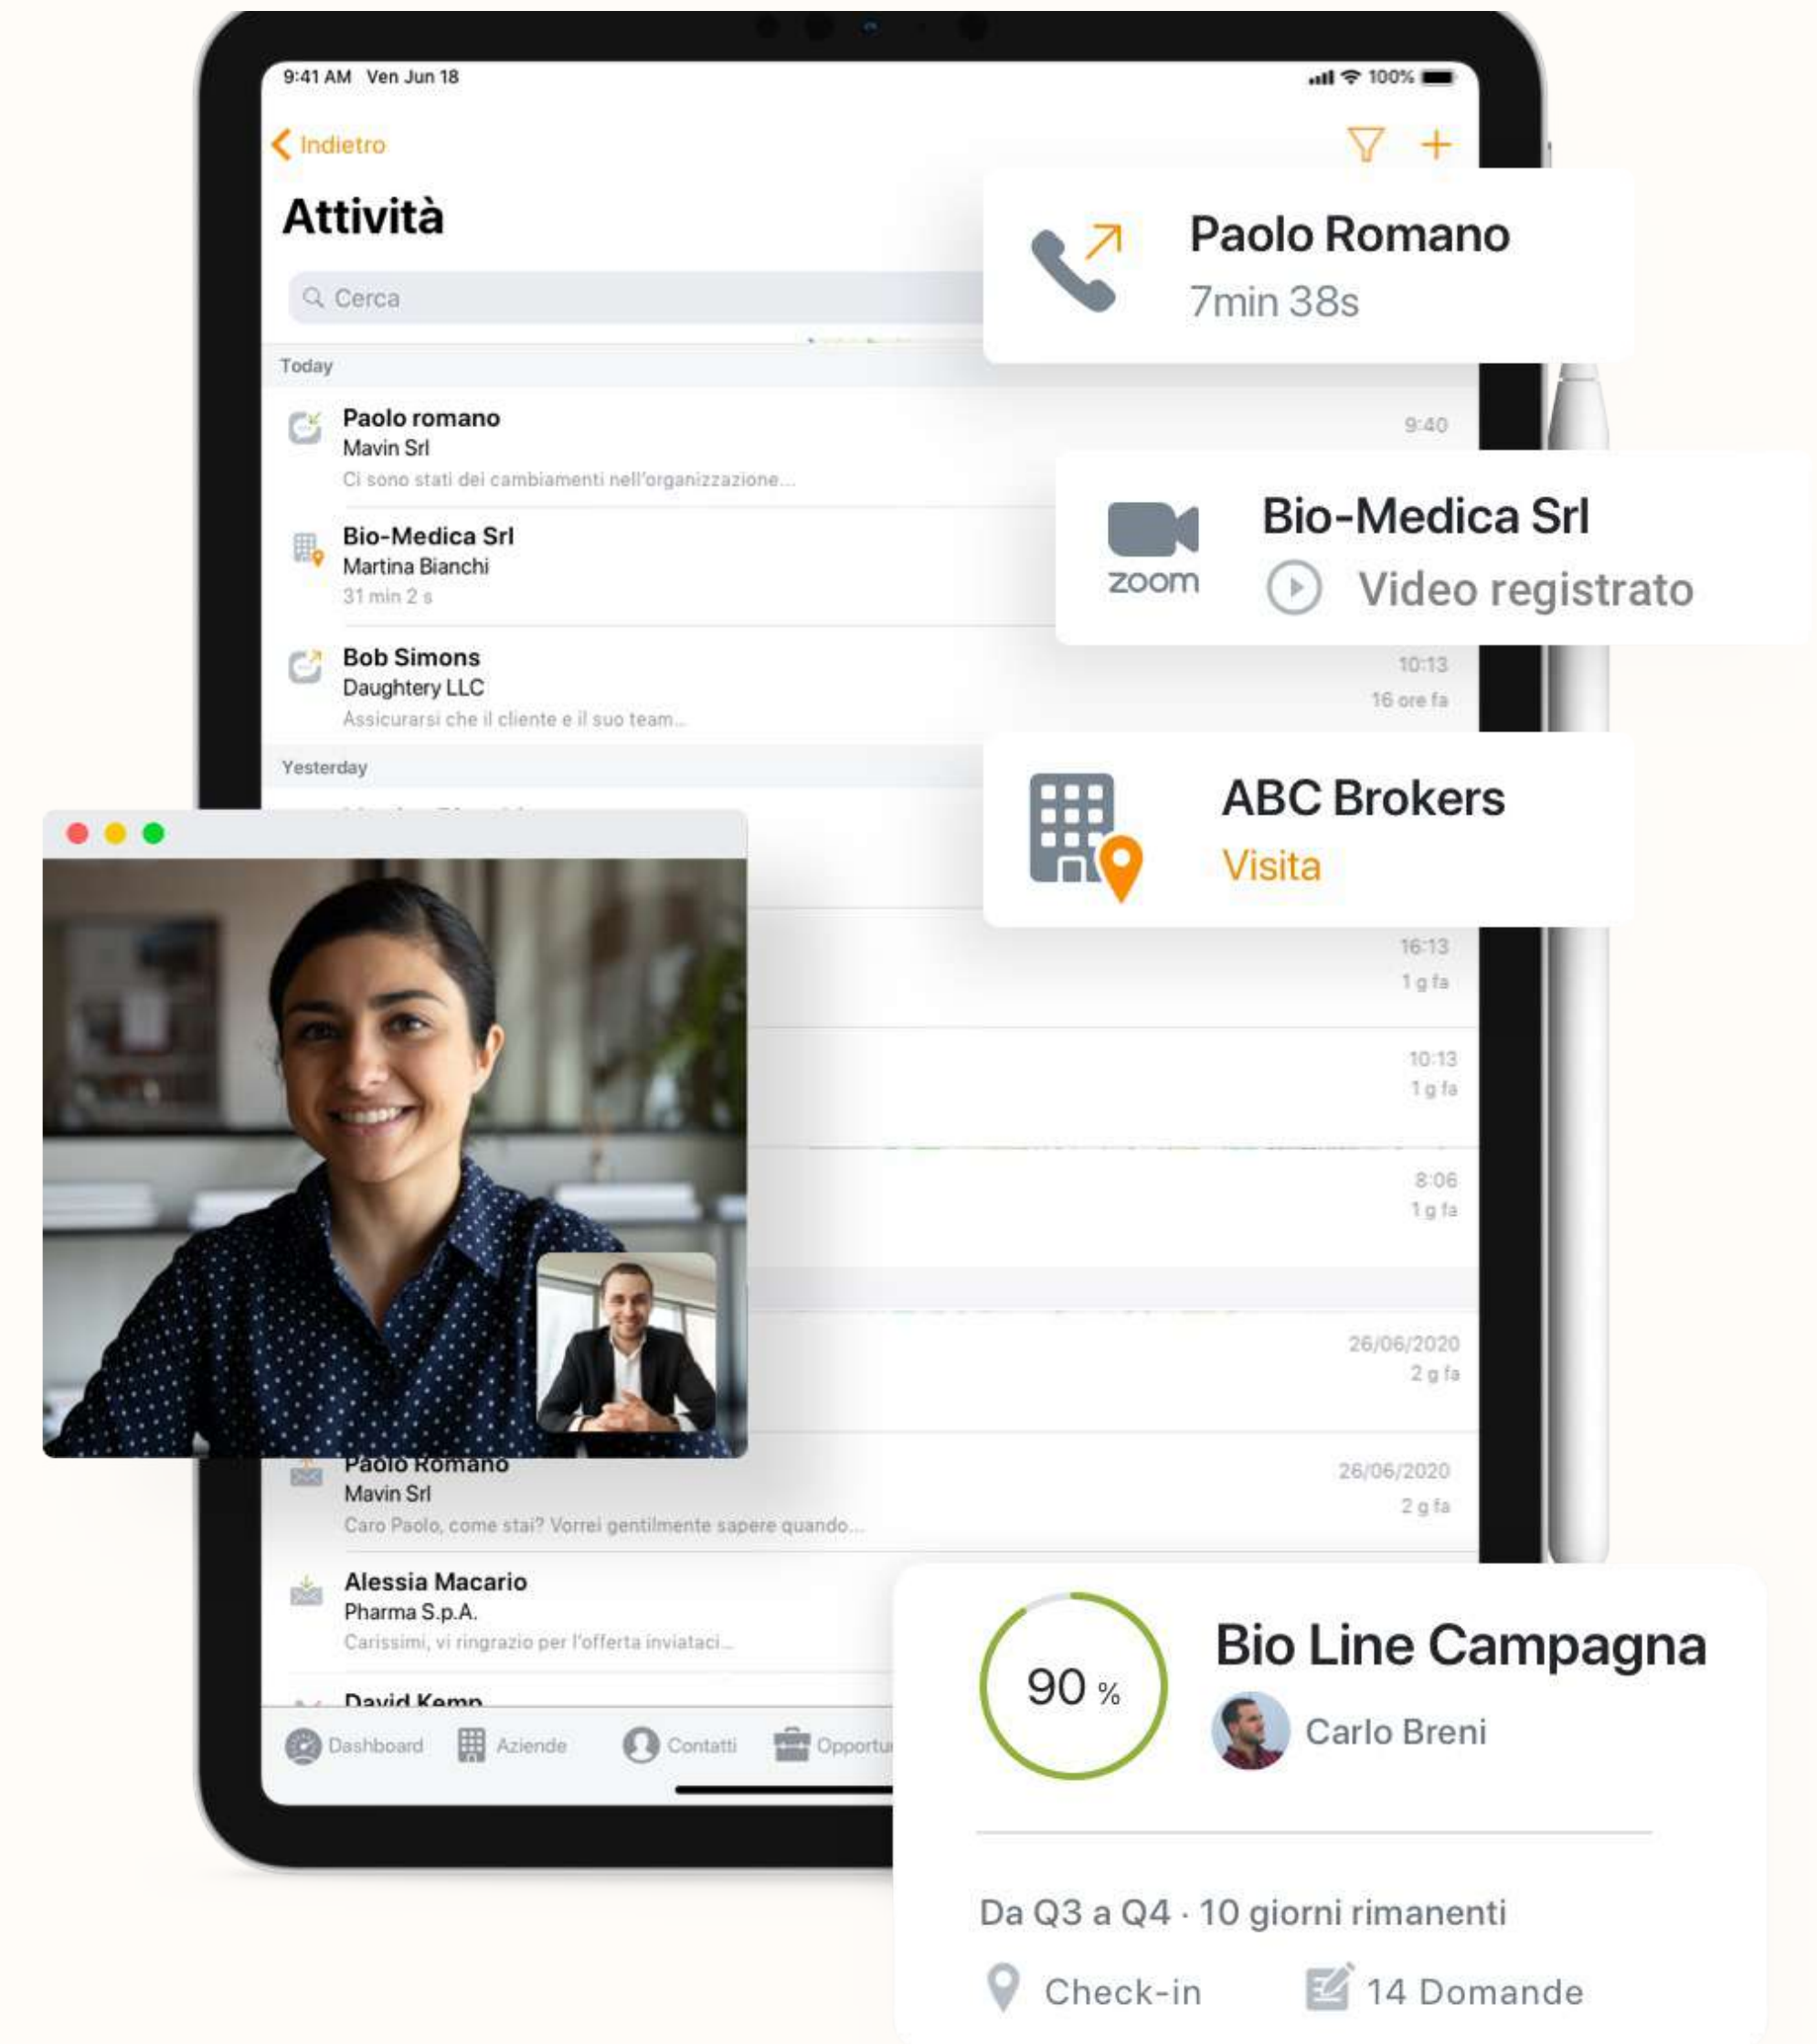 9:41 AM Ven Jun 18
100%
Indietro
Attività
Cerca
Paolo Romano
7min 38s
Today
Paolo romano
Mavin Srl
Ci sono stati dei cambiamenti nell'organizzazione...
9:40
Bio-Medica Srl
Martina Bianchi
31 min 2 s
zoom
Bio-Medica Srl
Video registrato
Bob Simons
Daughtery LLC
Assicurarsi che il cliente e il suo team...
10:13
16 ore fa
Yesterday
ABC Brokers
Visita
16:13
1 g fa
10:13
1 g fa
8:06
1 g fa
26/06/2020
2 g fa
Paolo Romano
Mavin Srl
Caro Paolo, come stai? Vorrei gentilmente sapere quando...
26/06/2020
2 g fa
Alessia Macario
Pharma S.p.A.
Carissimi, vi ringrazio per l'offerta inviataci...
David Kemp
Dashboard
Aziende
Contatti
Opportu
90 %
Bio Line Campagna
Carlo Breni
Da Q3 a Q4 · 10 giorni rimanenti
Check-in
14 Domande